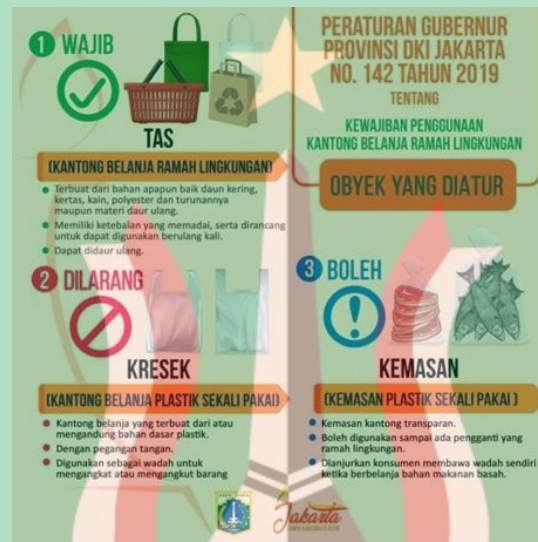 1 WAJIB
TAS
(KANTONG BELANJA RAMAH LINGKUNGAN)
Terbuat dari bahan apapun baik daun kering,
kertas, kain, polyester dan turunannya
maupun materi daur ulang.
Memiliki ketebalan yang memadai, serta dirancang
untuk dapat digunakan berulang kali.
Dapat didaur ulang.
PERATURAN GUBERNUR
PROVINSI DKI JAKARTA
NO. 142 TAHUN 2019
TENTANG
KEWAJIBAN PENGGUNAAN
KANTONG BELANJA RAMAH LINGKUNGAN
OBYEK YANG DIATUR
2 DILARANG
KRESEK
(KANTONG BELANJA PLASTIK SEKALI PAKAI)
Kantong belanja yang terbuat dari atau
mengandung bahan dasar plastik.
Dengan pegangan tangan.
Digunakan sebagai wadah untuk
mengangkat atau mengangkut barang
3 BOLEH
KEMASAN
(KEMASAN PLASTIK SEKALI PAKAI )
Kemasan kantong transparan.
Boleh digunakan sampai ada pengganti yang
ramah lingkungan.
Dianjurkan konsumen membawa wadah sendiri
ketika berbelanja bahan makanan basah.
Jakarta